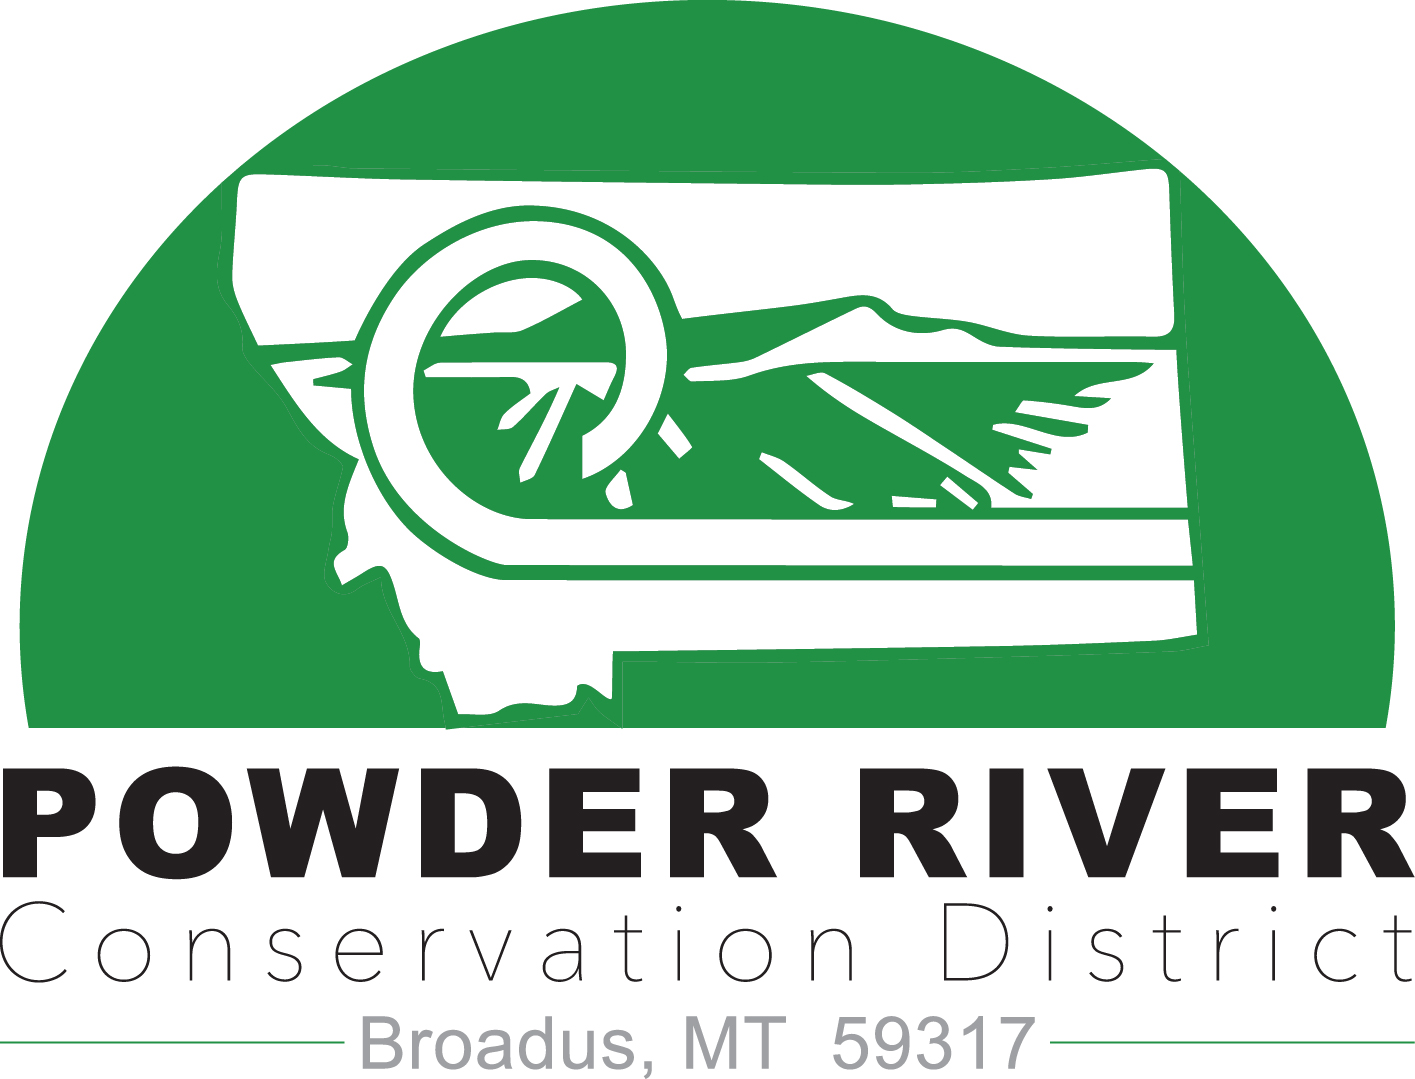 POWDER RIVER
Conservation District
Broadus, MT 59317